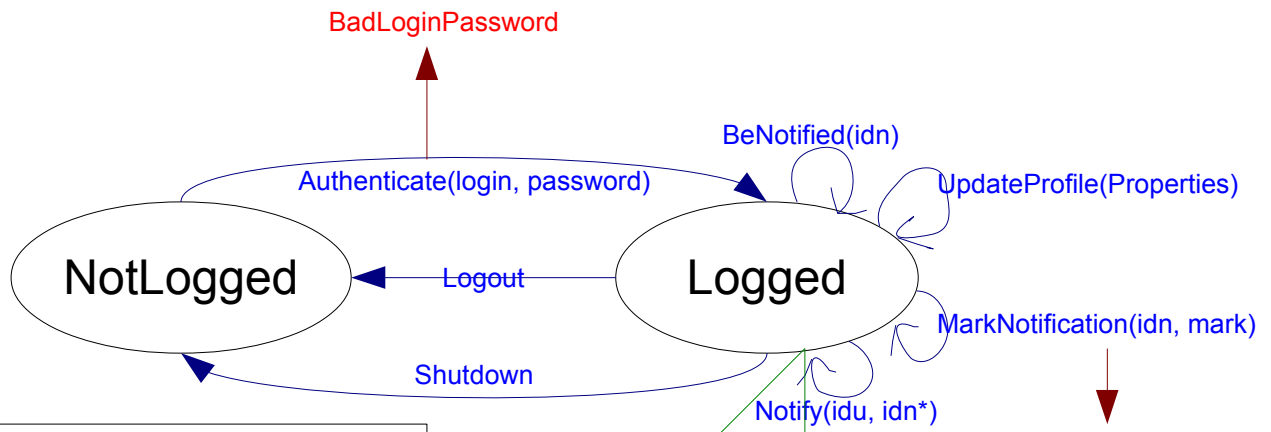 BadLoginPassword
BeNotified(idn)
Authenticate(login, password)
UpdateProfile(Properties)
NotLogged
Logout
Logged
MarkNotification(idn, mark)
Shutdown
Notify(idu, idn*)